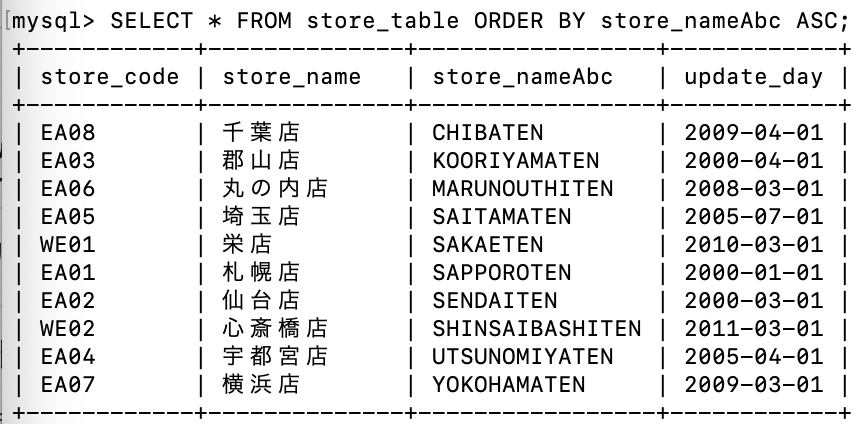 [mysql> SELECT * FROM store_table ORDER BY store_nameAbc ASC;
+------------+--------------+-----------------+------------+
| store_code | store_name | store_nameAbc | update_day |
+------------+--------------+-----------------+------------+
| EA08 | 千葉店 | CHIBATEN | 2009-04-01 |
| EA03 | 郡山店 | KOORIYAMATEN | 2000-04-01 |
| EA06 | 丸の内店 | MARUNOUTHITEN | 2008-03-01 |
| EA05 | 埼玉店 | SAITAMATEN | 2005-07-01 |
| WE01 | 栄店 | SAKAETEN | 2010-03-01 |
| EA01 | 札幌店 | SAPPOROTEN | 2000-01-01 |
| EA02 | 仙台店 | SENDAITEN | 2000-03-01 |
| WE02 | 心斎橋店 | SHINSAIBASHITEN | 2011-03-01 |
| EA04 | 宇都宮店 | UTSUNOMIYATEN | 2005-04-01 |
| EA07 | 横浜店 | YOKOHAMATEN | 2009-03-01 |
+------------+--------------+-----------------+------------+